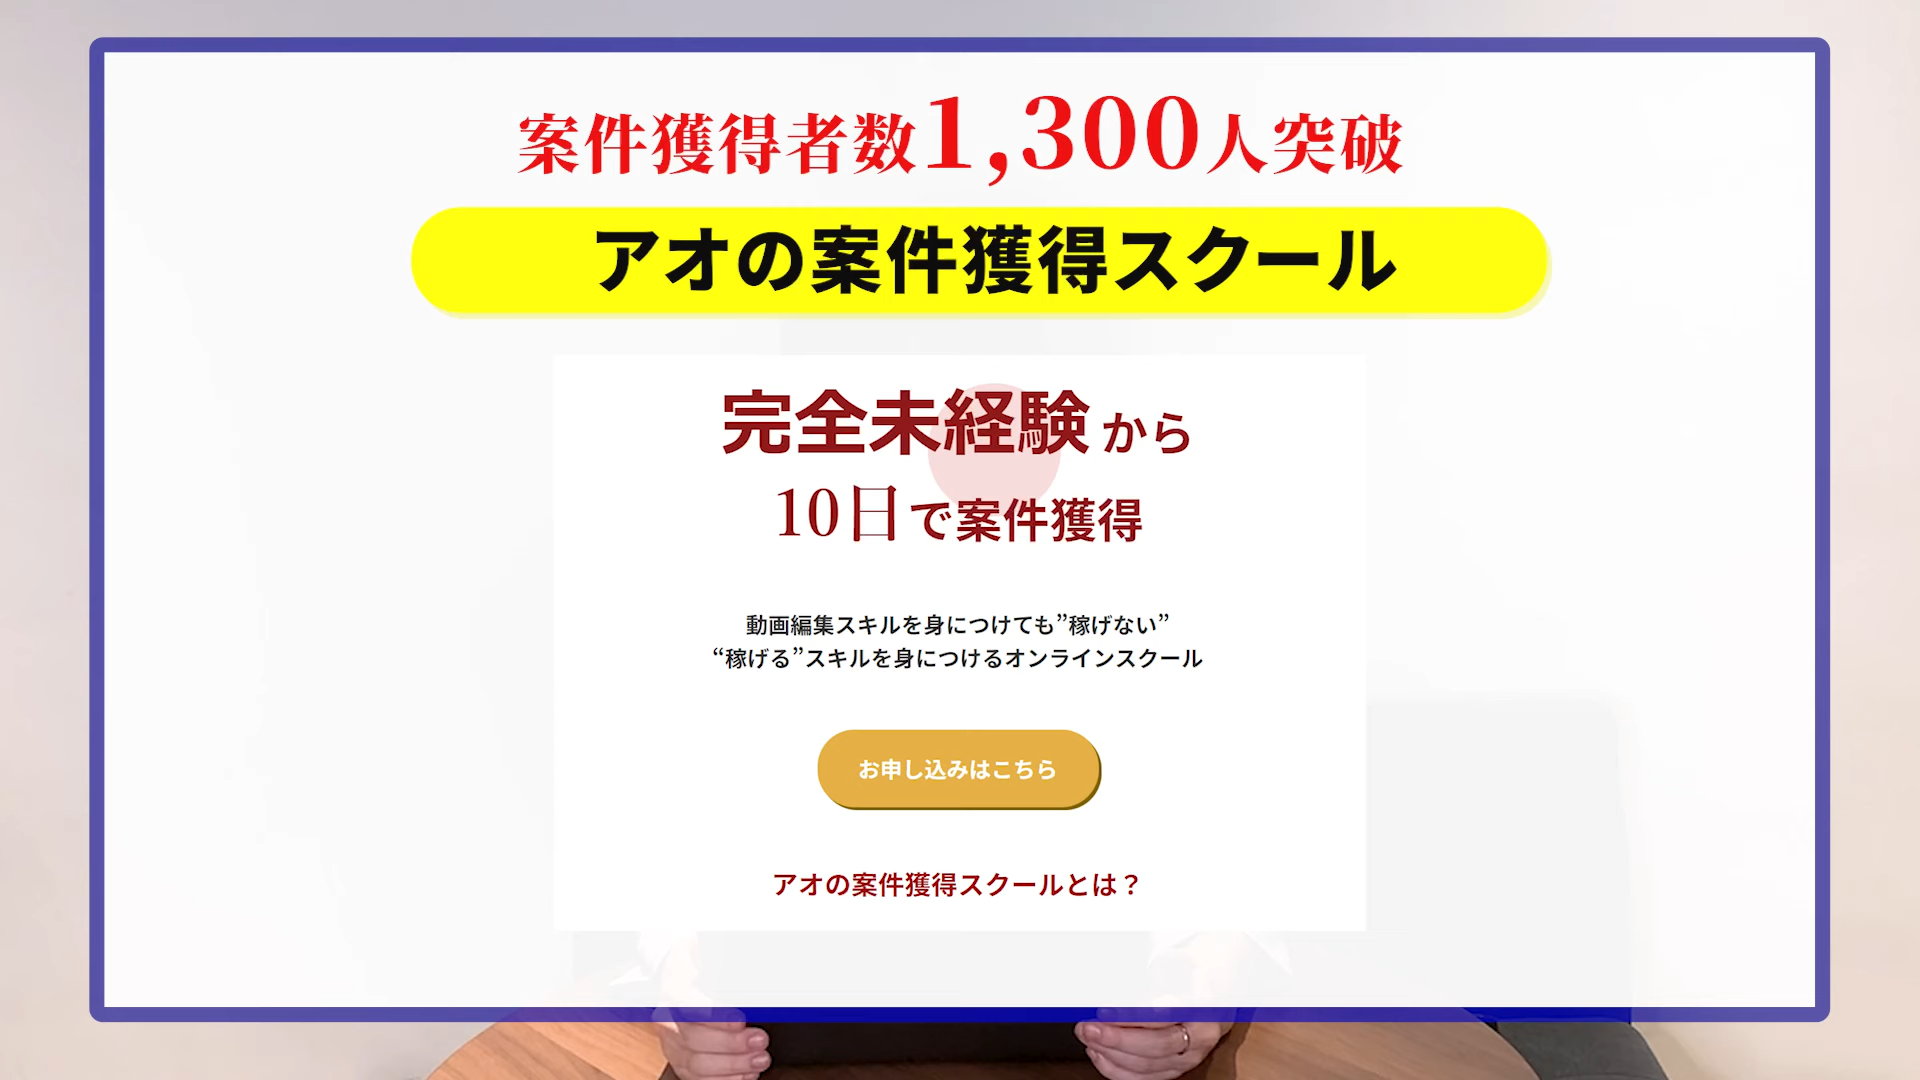 案件獲得者数1,300人突破
アオの案件獲得スクール
完全未経験から
10日で案件獲得
動画編集スキルを身につけても”稼げない”
“稼げる”スキルを身につけるオンラインスクール
お申し込みはこちら
アオの案件獲得スクールとは？